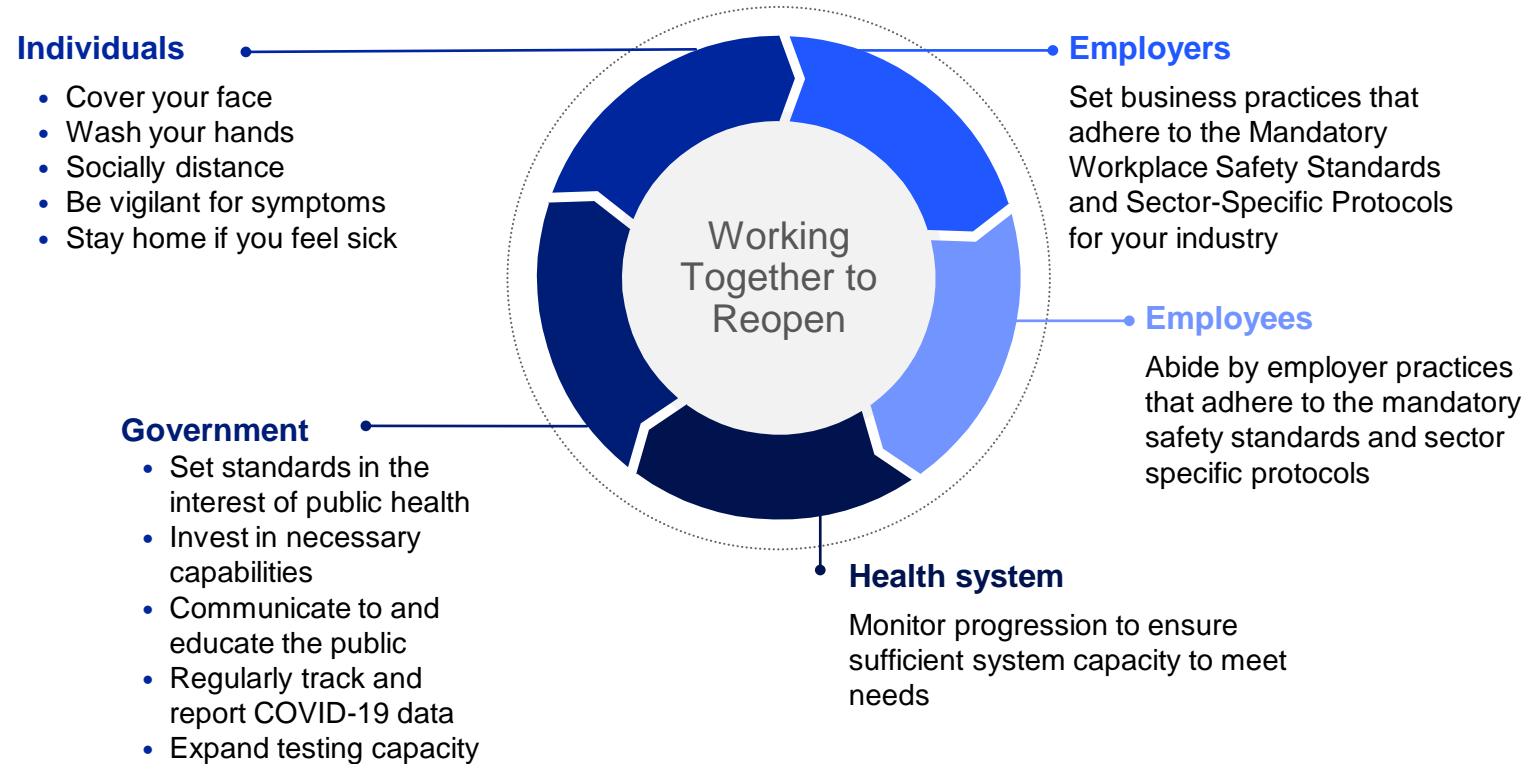 Individuals
• Cover your face
• Wash your hands
• Socially distance
• Be vigilant for symptoms
• Stay home if you feel sick
Employers
Set business practices that
adhere to the Mandatory
Workplace Safety Standards
and Sector-Specific Protocols
for your industry
Working
Together to
Reopen
Employees
Abide by employer practices
that adhere to the mandatory
safety standards and sector
specific protocols
Government
• Set standards in the
interest of public health
• Invest in necessary
capabilities
• Communicate to and
educate the public
• Regularly track and
report COVID-19 data
• Expand testing capacity
Health system
Monitor progression to ensure
sufficient system capacity to meet
needs